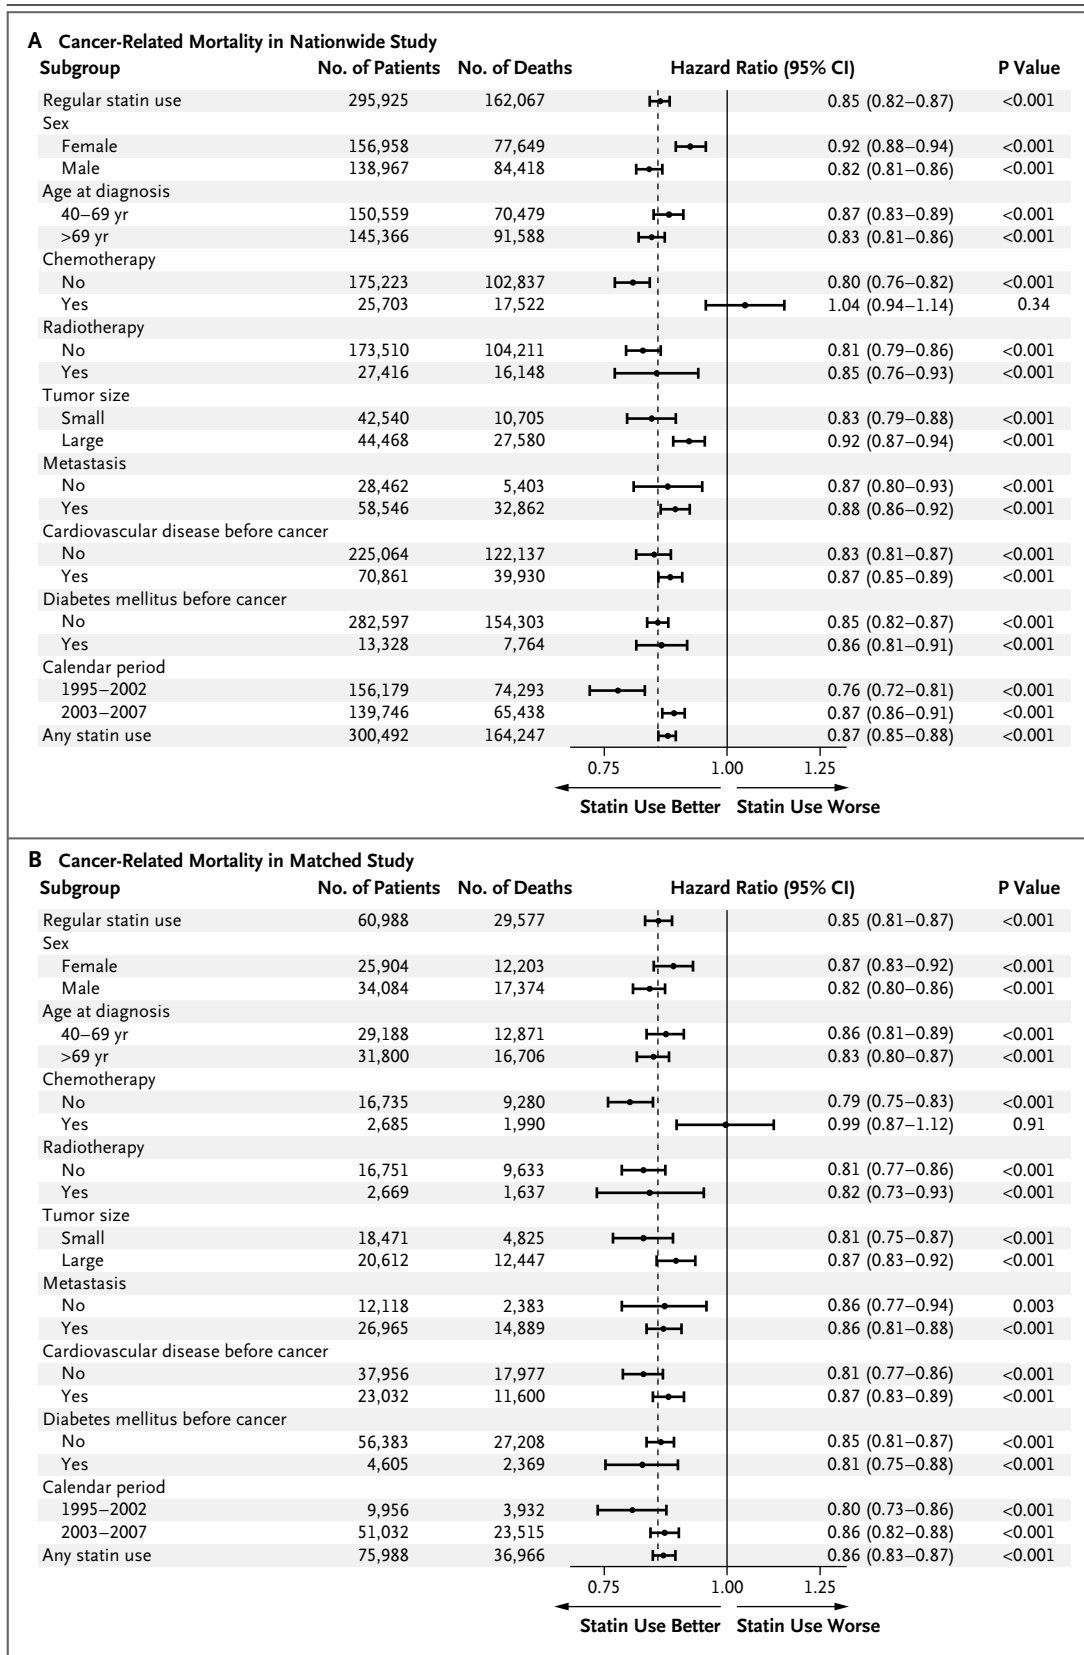 A Cancer-Related Mortality in Nationwide Study
Subgroup No. of Patients No. of Deaths Hazard Ratio (95% CI) P Value
Regular statin use 295,925 162,067 0.85 (0.82–0.87) <0.001
Sex
Female 156,958 77,649 0.92 (0.88–0.94) <0.001
Male 138,967 84,418 0.82 (0.81–0.86) <0.001
Age at diagnosis
40–69 yr 150,559 70,479 0.87 (0.83–0.89) <0.001
>69 yr 145,366 91,588 0.83 (0.81–0.86) <0.001
Chemotherapy
No 175,223 102,837 0.80 (0.76–0.82) <0.001
Yes 25,703 17,522 1.04 (0.94–1.14) 0.34
Radiotherapy
No 173,510 104,211 0.81 (0.79–0.86) <0.001
Yes 27,416 16,148 0.85 (0.76–0.93) <0.001
Tumor size
Small 42,540 10,705 0.83 (0.79–0.88) <0.001
Large 44,468 27,580 0.92 (0.87–0.94) <0.001
Metastasis
No 28,462 5,403 0.87 (0.80–0.93) <0.001
Yes 58,546 32,862 0.88 (0.86–0.92) <0.001
Cardiovascular disease before cancer
No 225,064 122,137 0.83 (0.81–0.87) <0.001
Yes 70,861 39,930 0.87 (0.85–0.89) <0.001
Diabetes mellitus before cancer
No 282,597 154,303 0.85 (0.82–0.87) <0.001
Yes 13,328 7,764 0.86 (0.81–0.91) <0.001
Calendar period
1995–2002 156,179 74,293 0.76 (0.72–0.81) <0.001
2003–2007 139,746 65,438 0.87 (0.86–0.91) <0.001
Any statin use 300,492 164,247 0.87 (0.85–0.88) <0.001
0.75 1.00 1.25
Statin Use Better Statin Use Worse
B Cancer-Related Mortality in Matched Study
Subgroup No. of Patients No. of Deaths Hazard Ratio (95% CI) P Value
Regular statin use 60,988 29,577 0.85 (0.81–0.87) <0.001
Sex
Female 25,904 12,203 0.87 (0.83–0.92) <0.001
Male 34,084 17,374 0.82 (0.80–0.86) <0.001
Age at diagnosis
40–69 yr 29,188 12,871 0.86 (0.81–0.89) <0.001
>69 yr 31,800 16,706 0.83 (0.80–0.87) <0.001
Chemotherapy
No 16,735 9,280 0.79 (0.75–0.83) <0.001
Yes 2,685 1,990 0.99 (0.87–1.12) 0.91
Radiotherapy
No 16,751 9,633 0.81 (0.77–0.86) <0.001
Yes 2,669 1,637 0.82 (0.73–0.93) <0.001
Tumor size
Small 18,471 4,825 0.81 (0.75–0.87) <0.001
Large 20,612 12,447 0.87 (0.83–0.92) <0.001
Metastasis
No 12,118 2,383 0.86 (0.77–0.94) 0.003
Yes 26,965 14,889 0.86 (0.81–0.88) <0.001
Cardiovascular disease before cancer
No 37,956 17,977 0.81 (0.77–0.86) <0.001
Yes 23,032 11,600 0.87 (0.83–0.89) <0.001
Diabetes mellitus before cancer
No 56,383 27,208 0.85 (0.81–0.87) <0.001
Yes 4,605 2,369 0.81 (0.75–0.88) <0.001
Calendar period
1995–2002 9,956 3,932 0.80 (0.73–0.86) <0.001
2003–2007 51,032 23,515 0.86 (0.82–0.88) <0.001
Any statin use 75,988 36,966 0.86 (0.83–0.87) <0.001
0.75 1.00 1.25
Statin Use Better Statin Use Worse